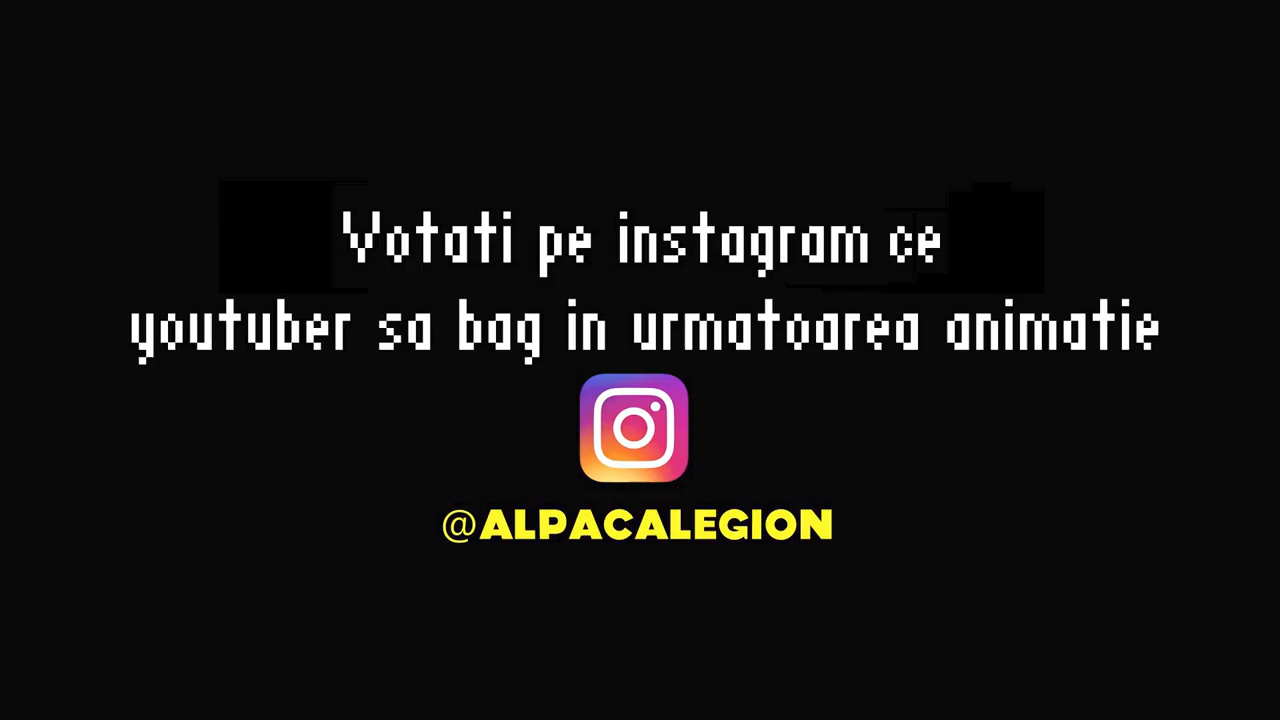 Votati pe instagram ce
youtuber sa bag in urmatoarea animatie
@ALPACALEGION